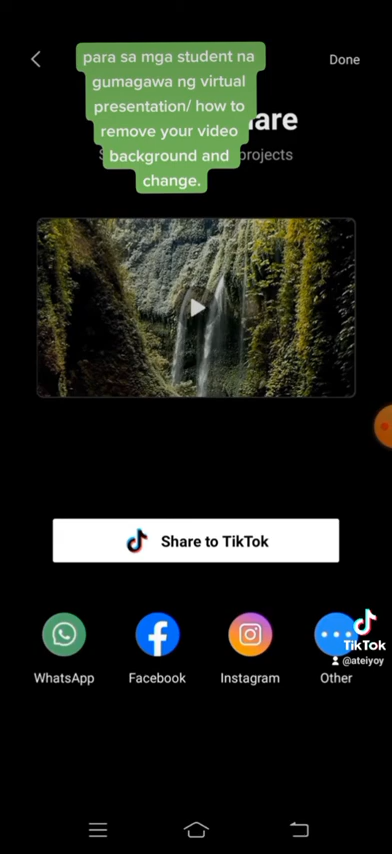 Done
para sa mga student na
gumagawa ng virtual
presentation/ how to
remove your video
background and
change.
projects
Share to TikTok
WhatsApp
Facebook
Instagram
Other
TikTok
@ateiyoy